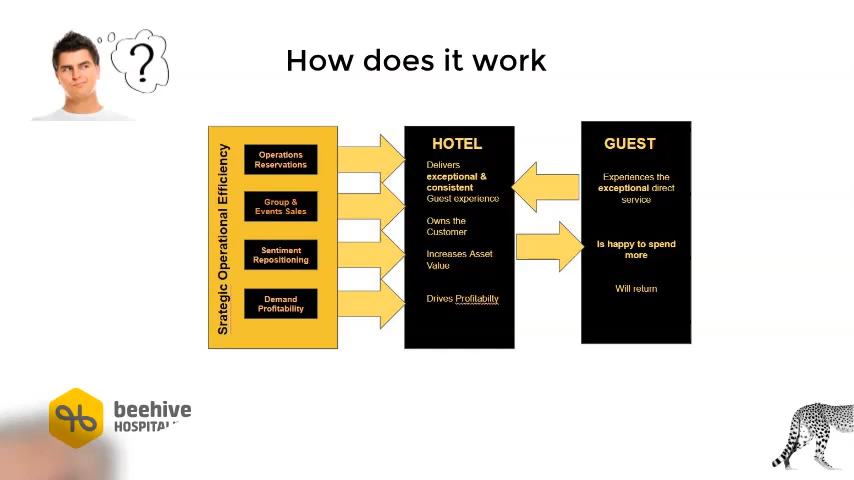 How does it work
?
Srategic Operational Efficiency
Operations
Reservations
Group &
Events Sales
Sentiment
Repositioning
Demand
Profitability
HOTEL
Delivers
exceptional &
consistent
Guest experience
Owns the
Customer
Increases Asset
Value
Drives Profitabilty
GUEST
Experiences the
exceptional direct
service
Is happy to spend
more
Will return
beehive